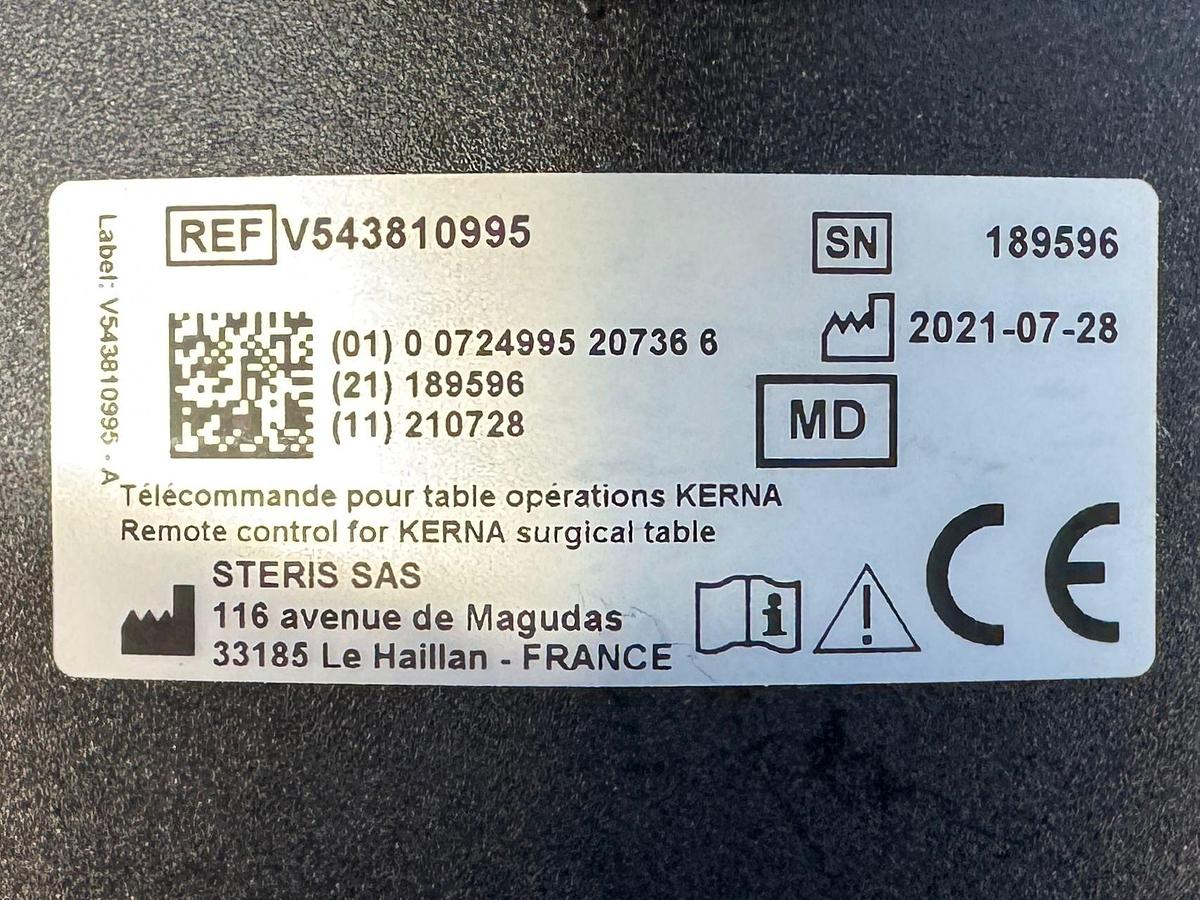 REF V543810995
SN 189596
2021-07-28
(01) 0 0724995 20736 6
(21) 189596
(11) 210728
MD
Label: V543810995 - A
Télécommande pour table opérations KERNA
Remote control for KERNA surgical table
STERIS SAS
116 avenue de Magudas
33185 Le Haillan - FRANCE
i
!
CE